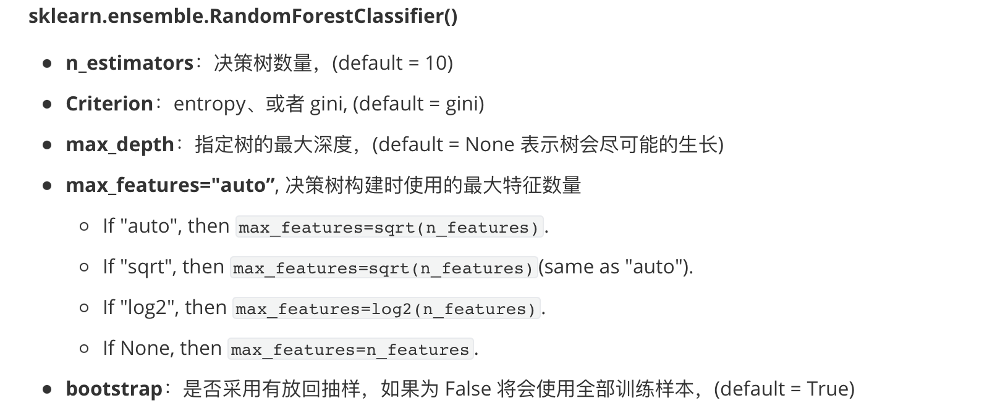 sklearn.ensemble.RandomForestClassifier()
n_estimators：决策树数量，(default = 10)
Criterion：entropy、或者 gini, (default = gini)
max_depth：指定树的最大深度，(default = None 表示树会尽可能的生长)
max_features="auto”, 决策树构建时使用的最大特征数量
If "auto", then max_features=sqrt(n_features).
If "sqrt", then max_features=sqrt(n_features)(same as "auto").
If "log2", then max_features=log2(n_features).
If None, then max_features=n_features.
bootstrap：是否采用有放回抽样，如果为 False 将会使用全部训练样本，(default = True)